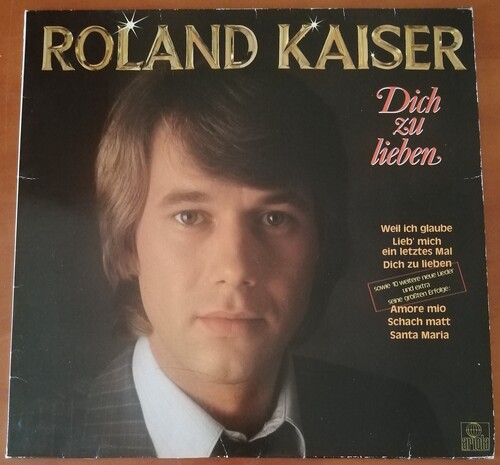 ROLAND KAISER
Dich
zu
lieben
Weil ich glaube
Lieb' mich
ein letztes Mal
Dich zu lieben
sowie 10 weitere neue Lieder
und extra
seine größten Erfolge:
Amore mio
Schach matt
Santa Maria
ariola